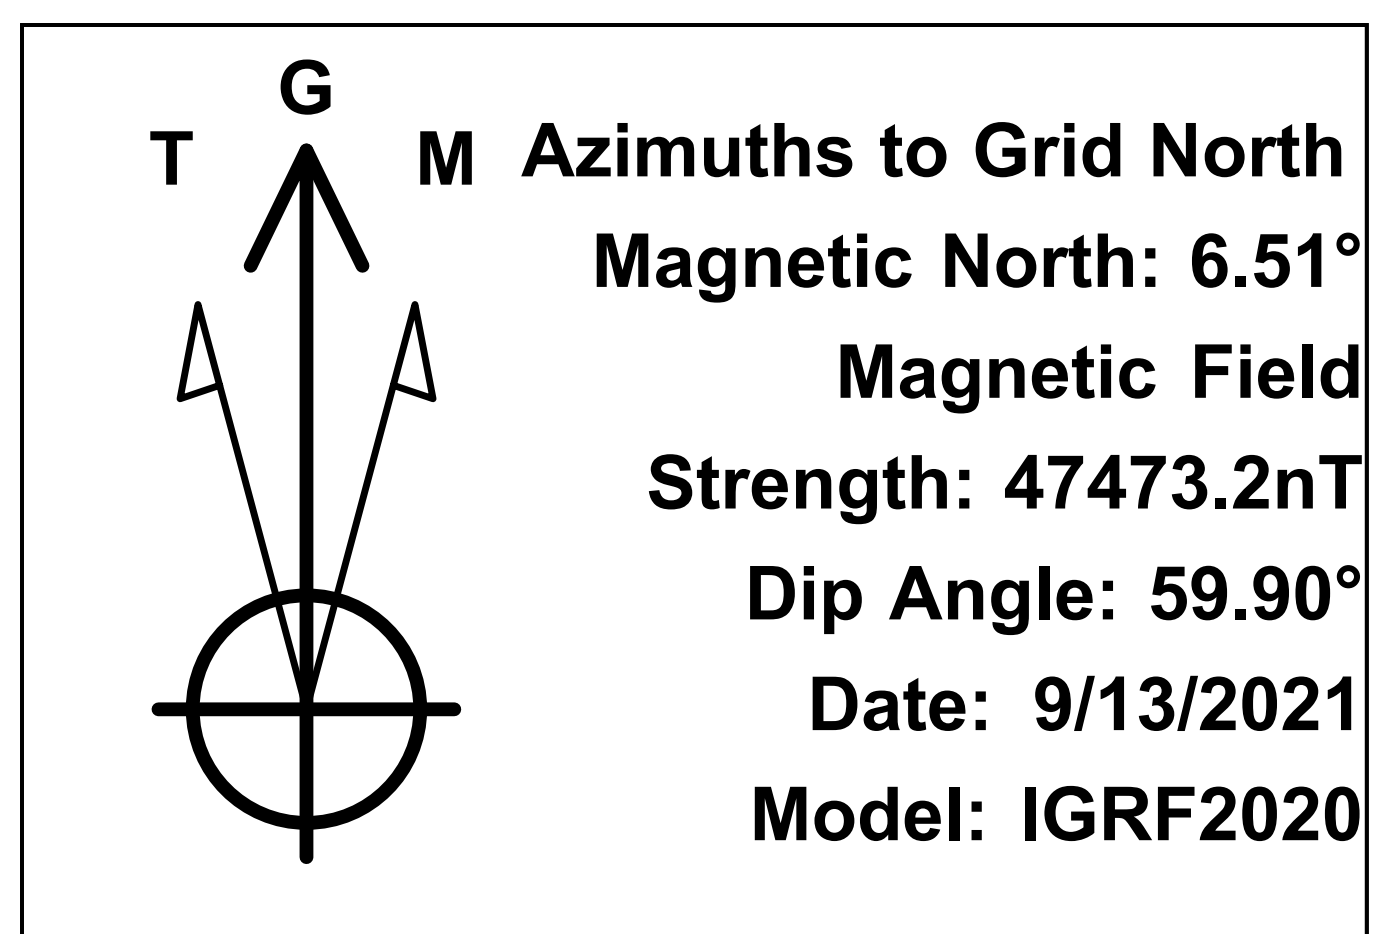 G
T M
Azimuths to Grid North
Magnetic North: 6.51°
Magnetic Field
Strength: 47473.2nT
Dip Angle: 59.90°
Date: 9/13/2021
Model: IGRF2020